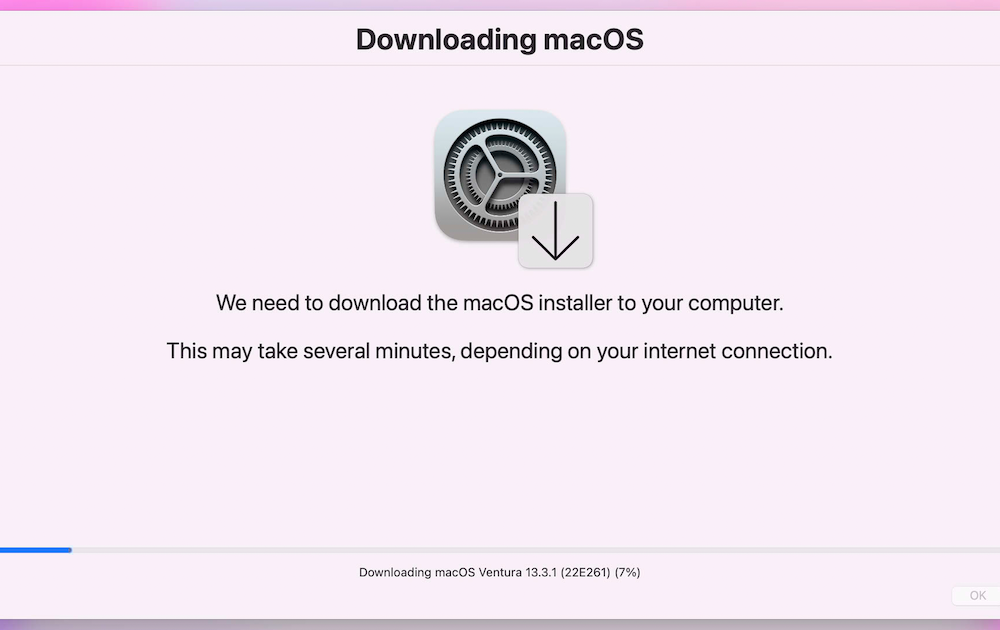 Downloading macOS
We need to download the macOS installer to your computer.
This may take several minutes, depending on your internet connection.
Downloading macOS Ventura 13.3.1 (22E261) (7%)
OK